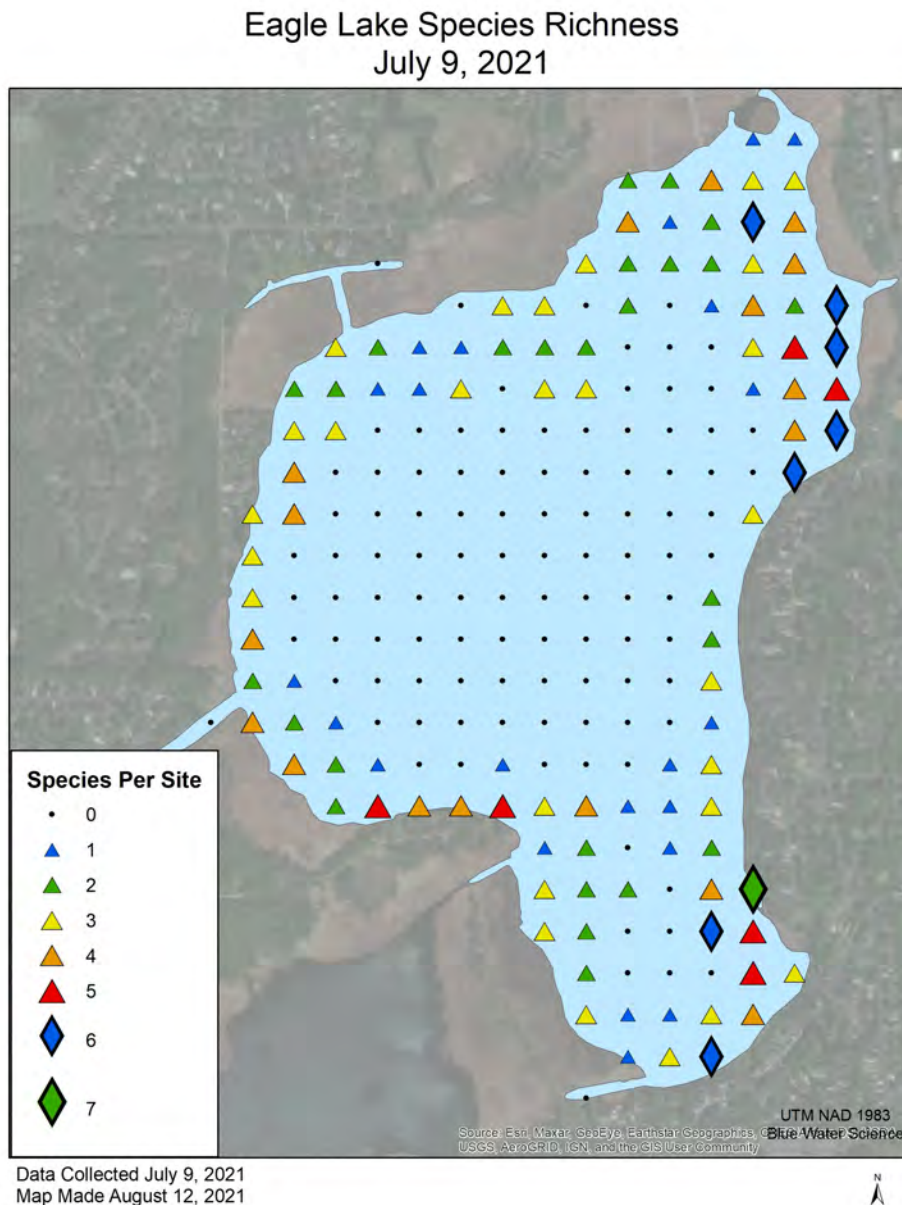 Eagle Lake Species Richness
July 9, 2021
Species Per Site
0
1
2
3
4
5
6
7
UTM NAD 1983
Source: Esri, Maxar, GeoEye, Earthstar Geographics,
Blue Water Science
USGS, AeroGRID, IGN, and the GIS User Community
Data Collected July 9, 2021
Map Made August 12, 2021
N